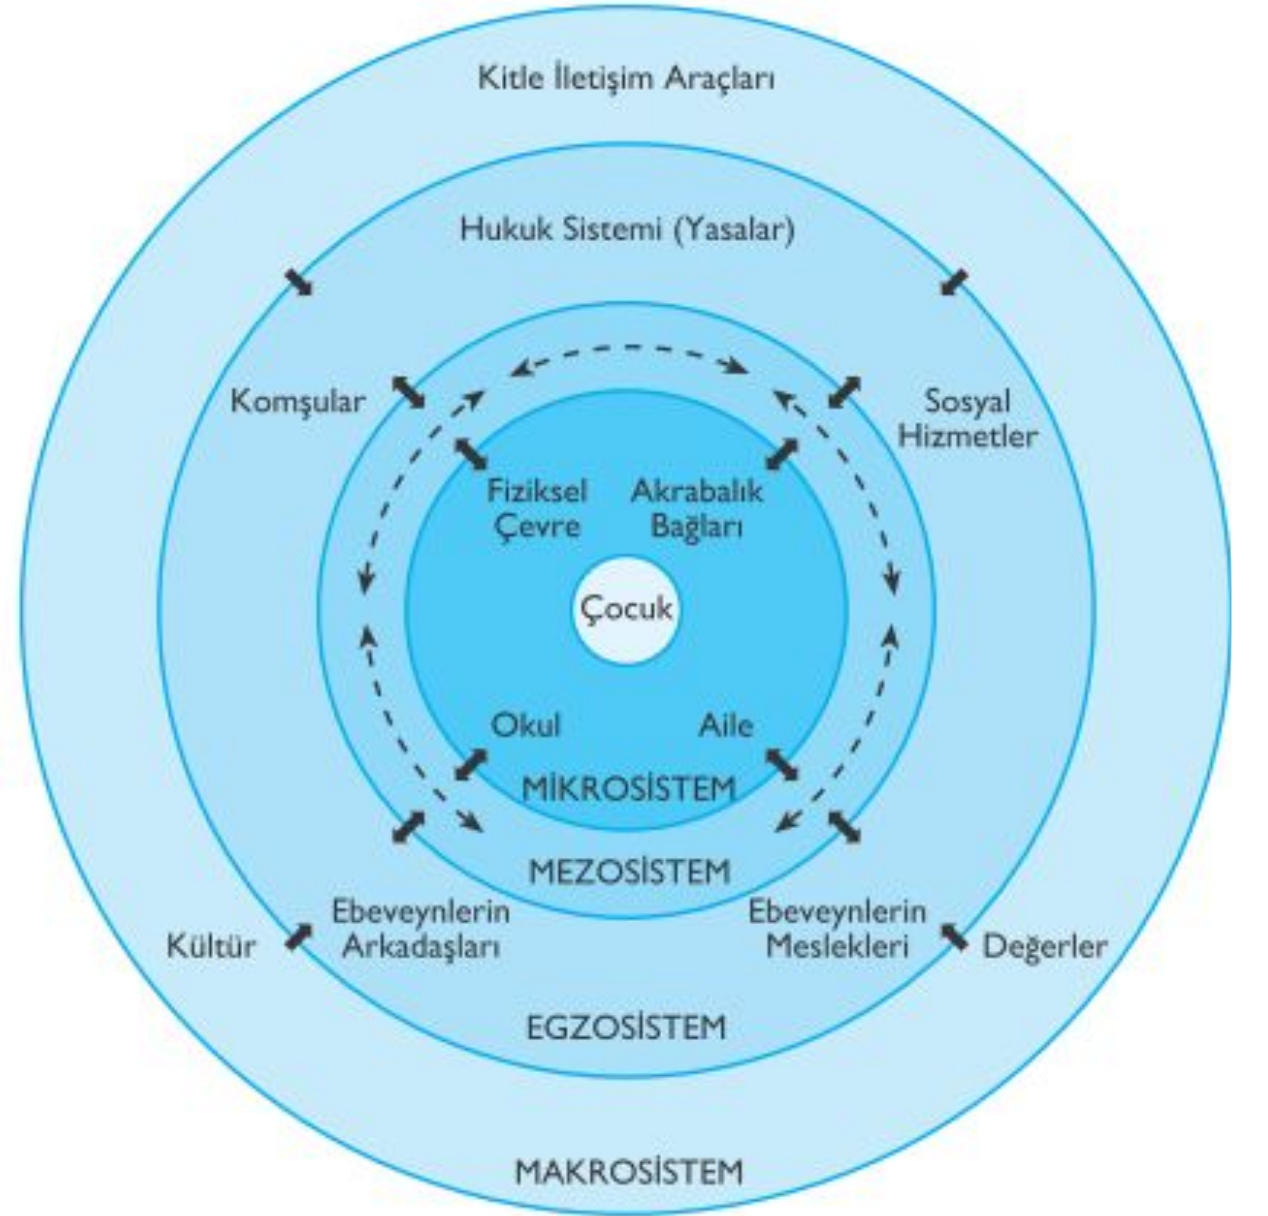 Kitle İletişim Araçları
Hukuk Sistemi (Yasalar)
Komşular
Sosyal
Hizmetler
Fiziksel
Çevre
Akrabalık
Bağları
Çocuk
Okul
Aile
MİKROSİSTEM
MEZOSİSTEM
Kültür
Ebeveynlerin
Arkadaşları
Ebeveynlerin
Meslekleri
Değerler
EGZOSİSTEM
MAKROSİSTEM